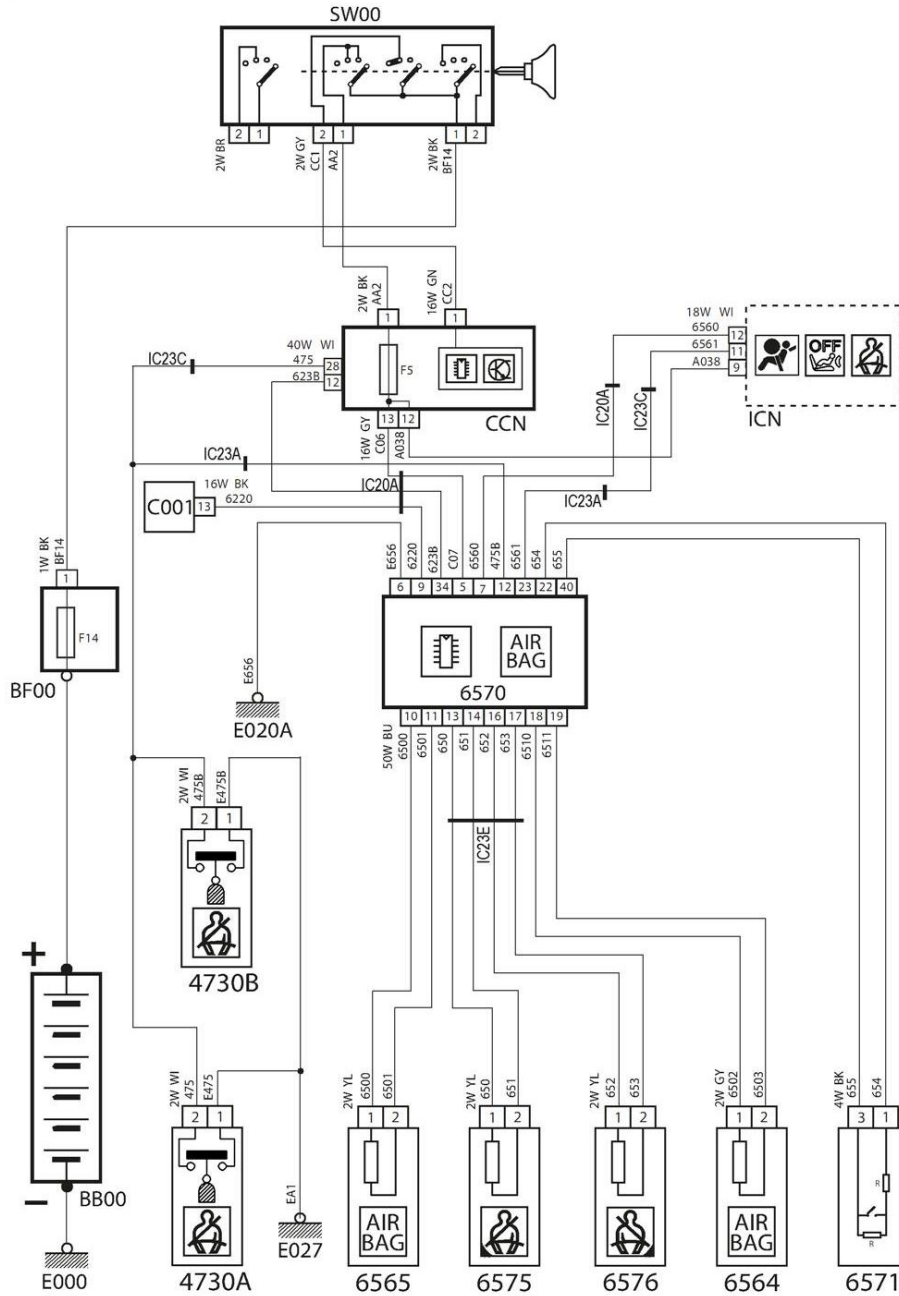 SW00
2 1
2 1
1 2
2W BR
2W GY
CC1
AA2
2W BK
BF14
2W BK
AA2
16W GN
CC2
1
1
40W WI
475
28
623B
12
F5
CCN
13 12
16W GY
C06
A038
IC23C
IC23A
IC20A
18W WI
6560
12
6561
11
A038
9
OFF
ICN
IC20A
IC23C
IC23A
C001
16W BK
13
6220
1W BK
BF14
1
F14
BF00
E656
6220
623B
C07
6560
475B
6561
654
655
6 9 34 5 7 12 23 22 40
AIR
BAG
6570
10 11 13 14 16 17 18 19
50W BU
6500
6501
650
651
652
653
6510
6511
E656
E020A
IC23E
2W WI
475B
E475B
2 1
4730B
+
−
BB00
E000
2W WI
475
E475
2 1
4730A
EA1
E027
2W YL
6500
6501
1 2
AIR
BAG
6565
2W YL
650
651
1 2
6575
2W YL
652
653
1 2
6576
2W GY
6502
6503
1 2
AIR
BAG
6564
4W BK
655
654
3 1
R
R
6571